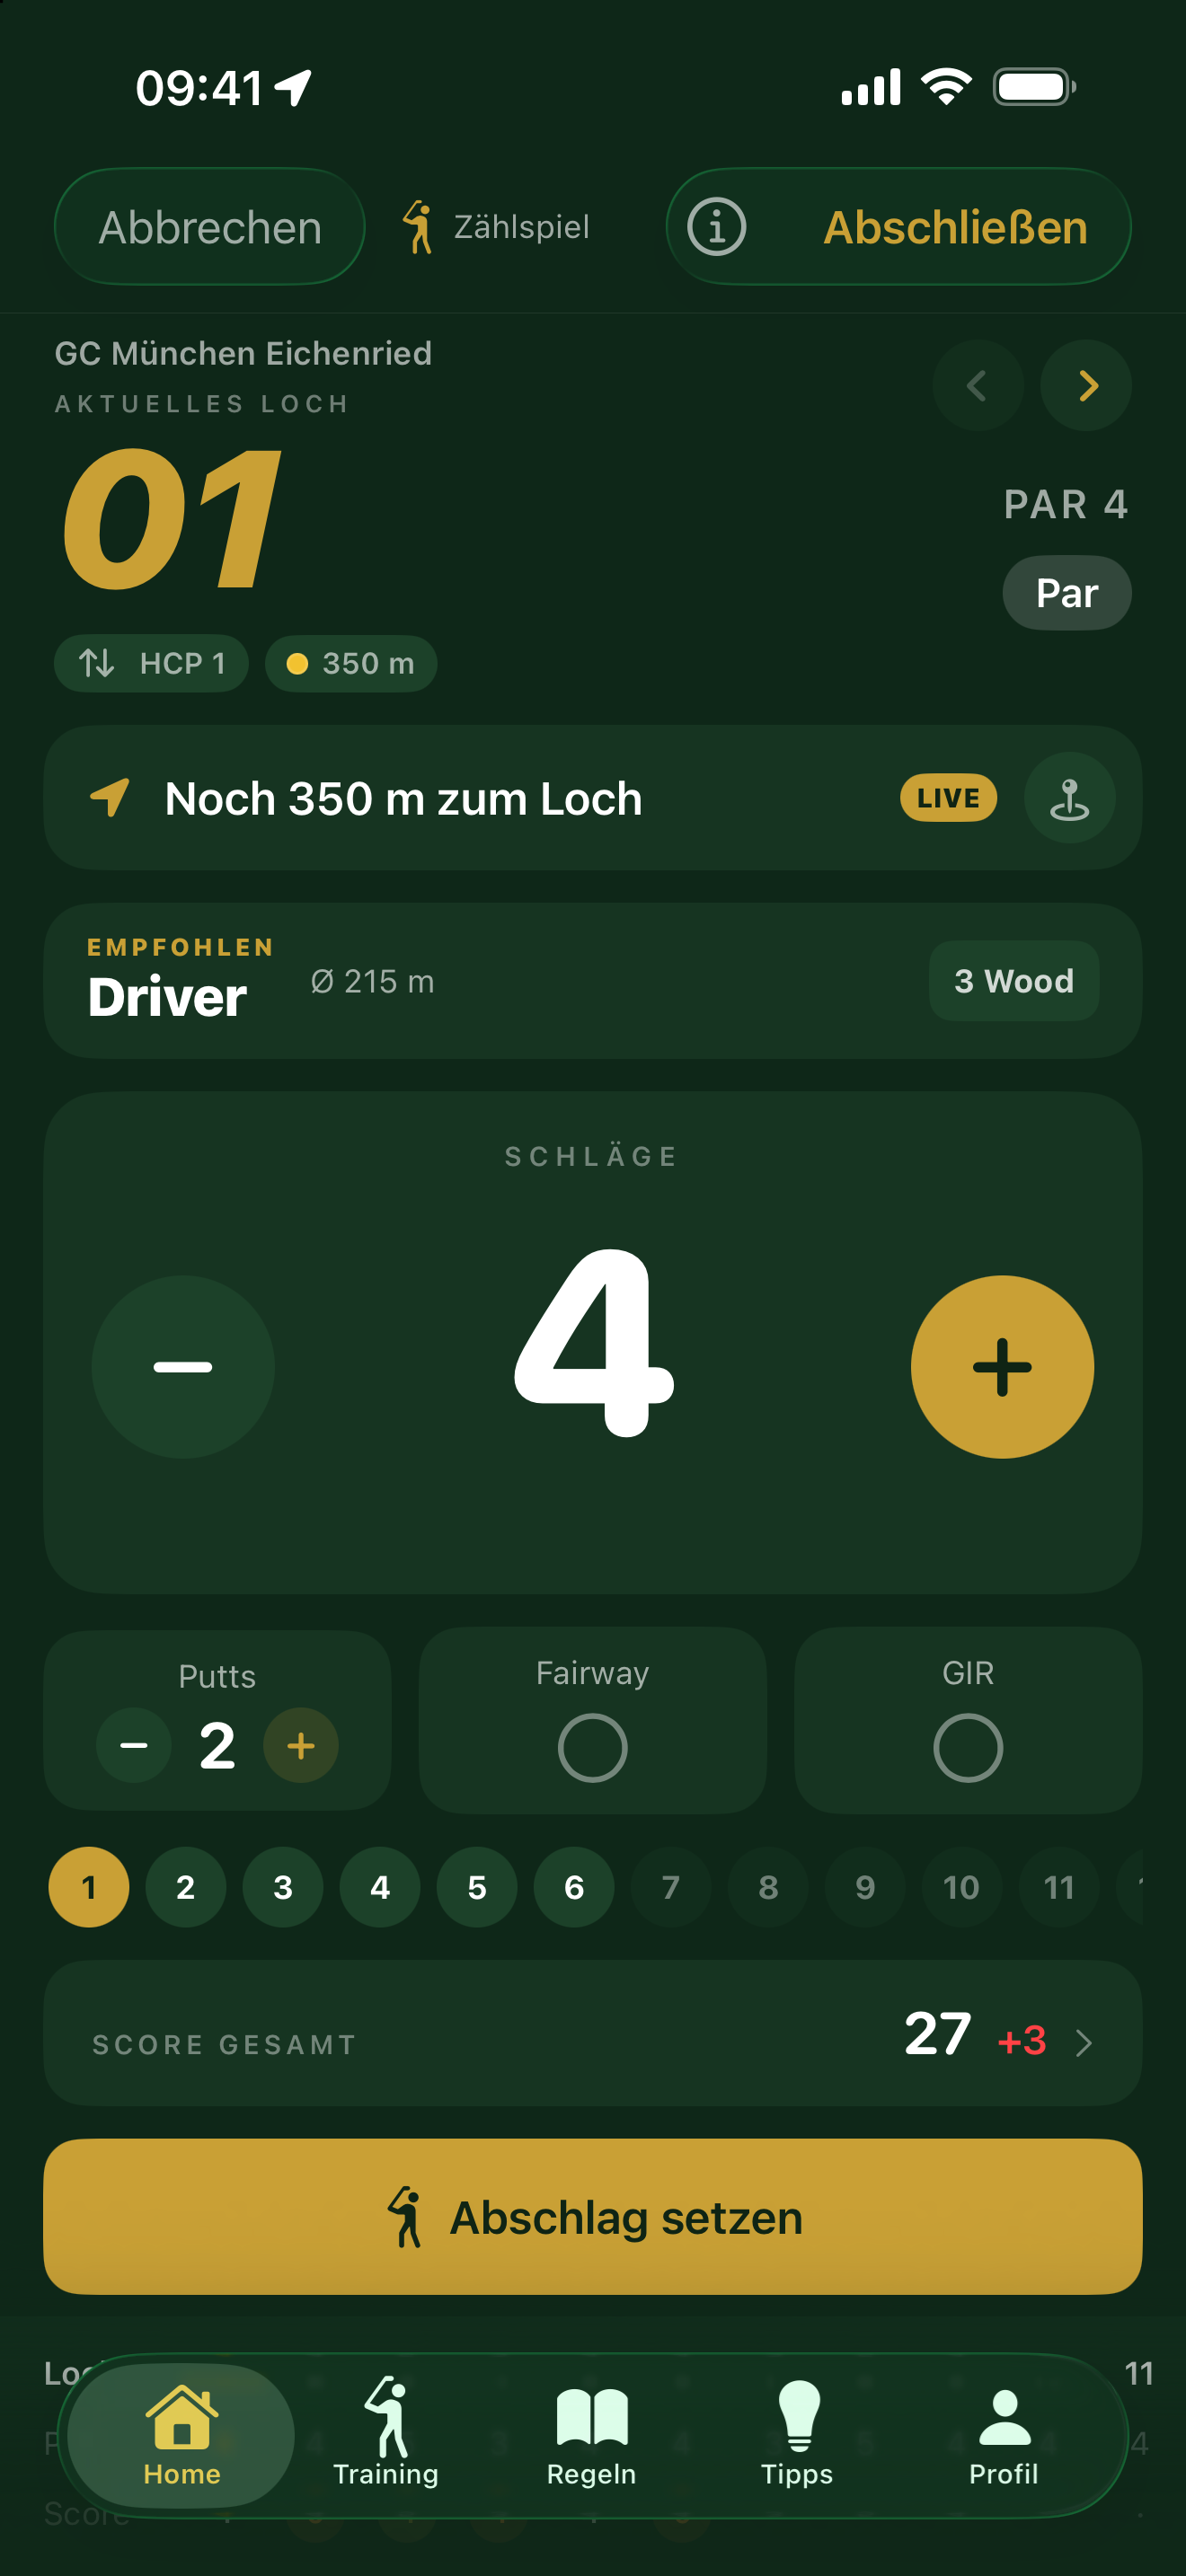 09:41
Abbrechen
Zählspiel
Abschließen
GC München Eichenried
AKTUELLES LOCH
01
PAR 4
Par
HCP 1
350 m
Noch 350 m zum Loch
LIVE
EMPFOHLEN
Driver
Ø 215 m
3 Wood
SCHLÄGE
− 4 +
Putts
− 2 +
Fairway
GIR
1 2 3 4 5 6 7 8 9 10 11
SCORE GESAMT
27 +3
Abschlag setzen
11
4
Score
Home
Training
Regeln
Tipps
Profil